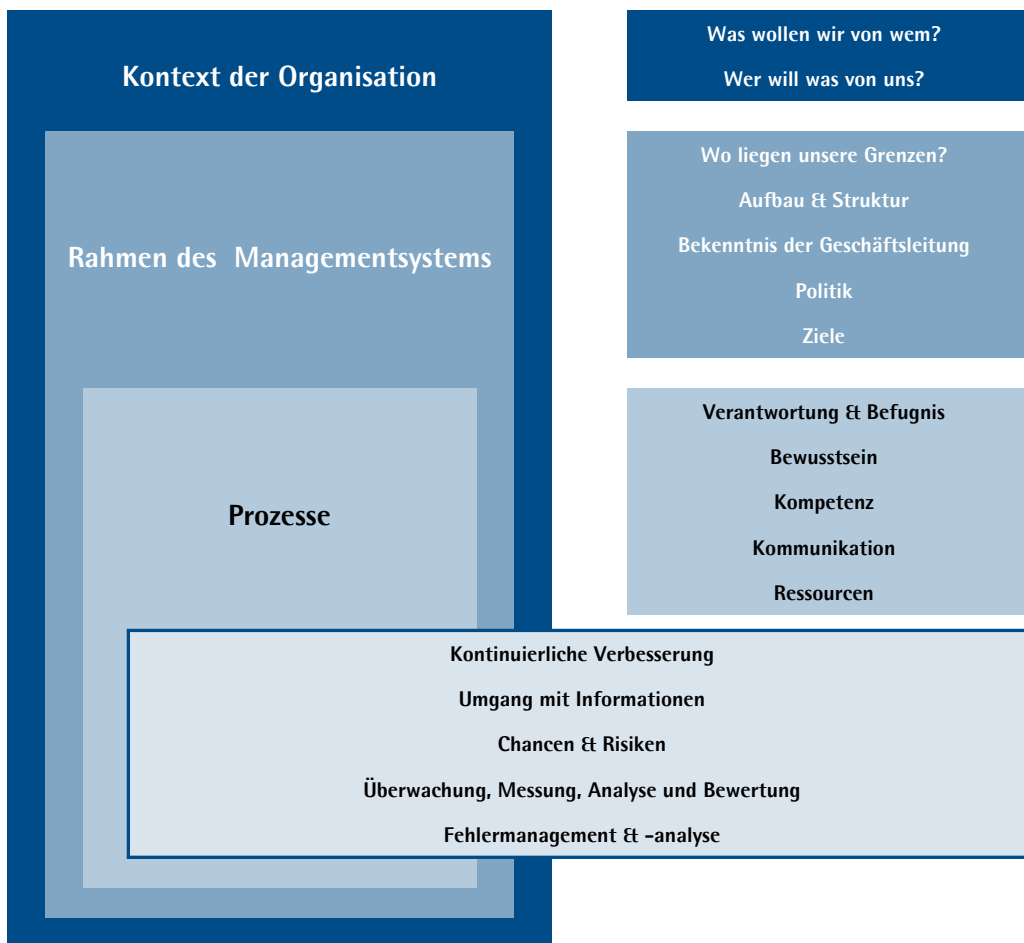 Kontext der Organisation
Was wollen wir von wem?
Wer will was von uns?
Rahmen des Managementsystems
Wo liegen unsere Grenzen?
Aufbau & Struktur
Bekenntnis der Geschäftsleitung
Politik
Ziele
Prozesse
Verantwortung & Befugnis
Bewusstsein
Kompetenz
Kommunikation
Ressourcen
Kontinuierliche Verbesserung
Umgang mit Informationen
Chancen & Risiken
Überwachung, Messung, Analyse und Bewertung
Fehlermanagement & -analyse